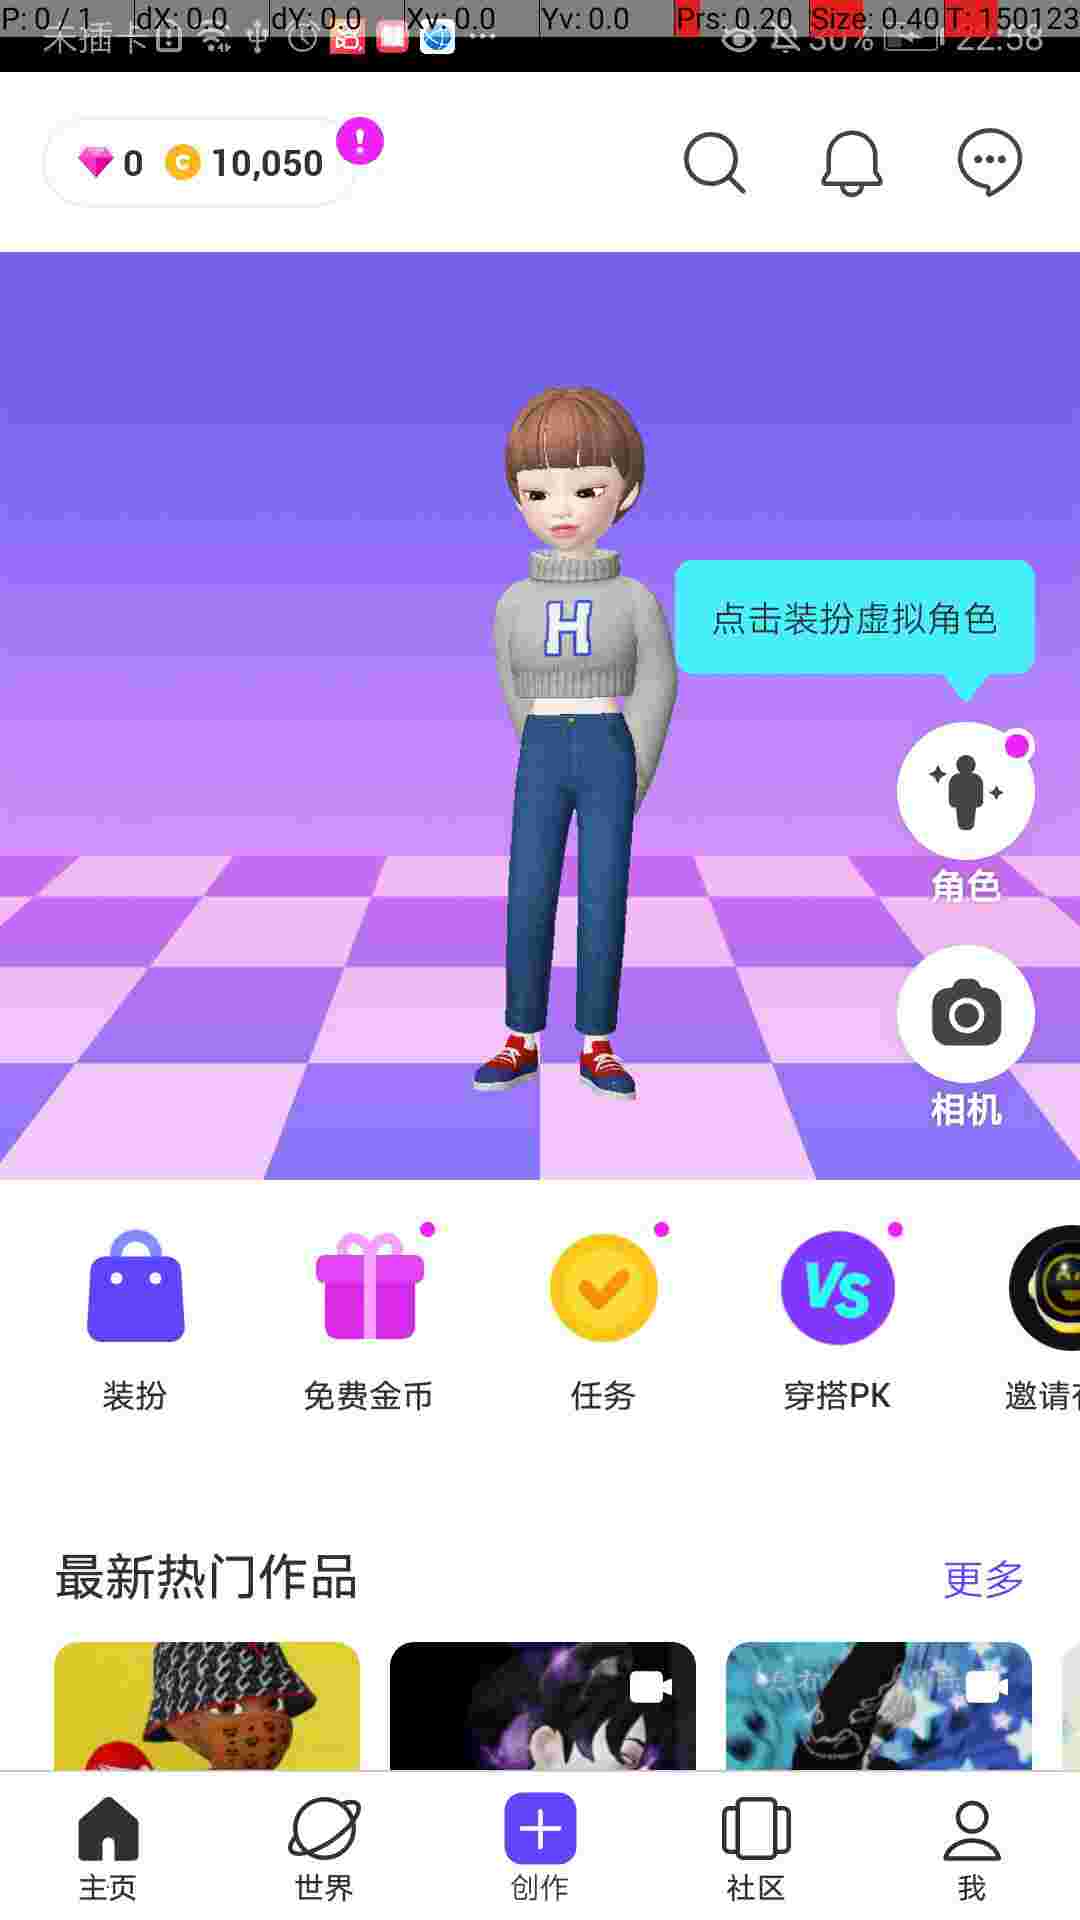 P: 0 / 1 dX: 0.0 dY: 0.0 Xv: 0.0 Yv: 0.0 Prs: 0.20 Size: 0.40 T: 150123
未插卡 30% 22:58
0 10,050
H
点击装扮虚拟角色
角色
相机
VS
装扮 免费金币 任务 穿搭PK 邀请
最新热门作品 更多
主页 世界 创作 社区 我